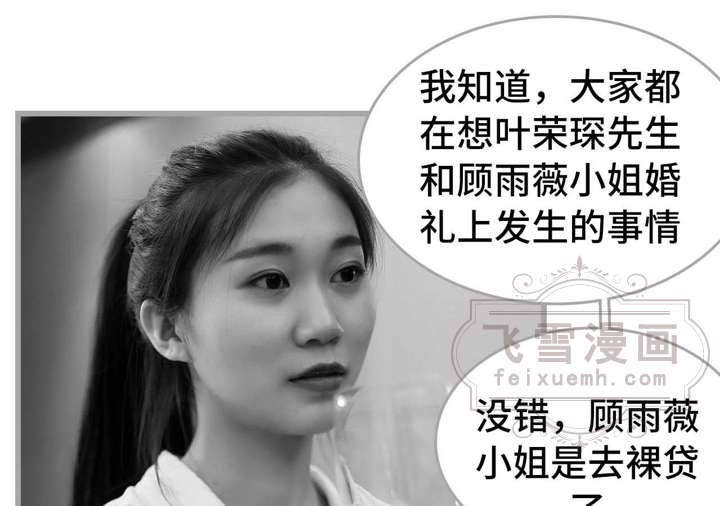 我知道，大家都
在想叶荣琛先生
和顾雨薇小姐婚
礼上发生的事情
飞雪漫画
feixuemh.com
没错，顾雨薇
小姐是去裸贷